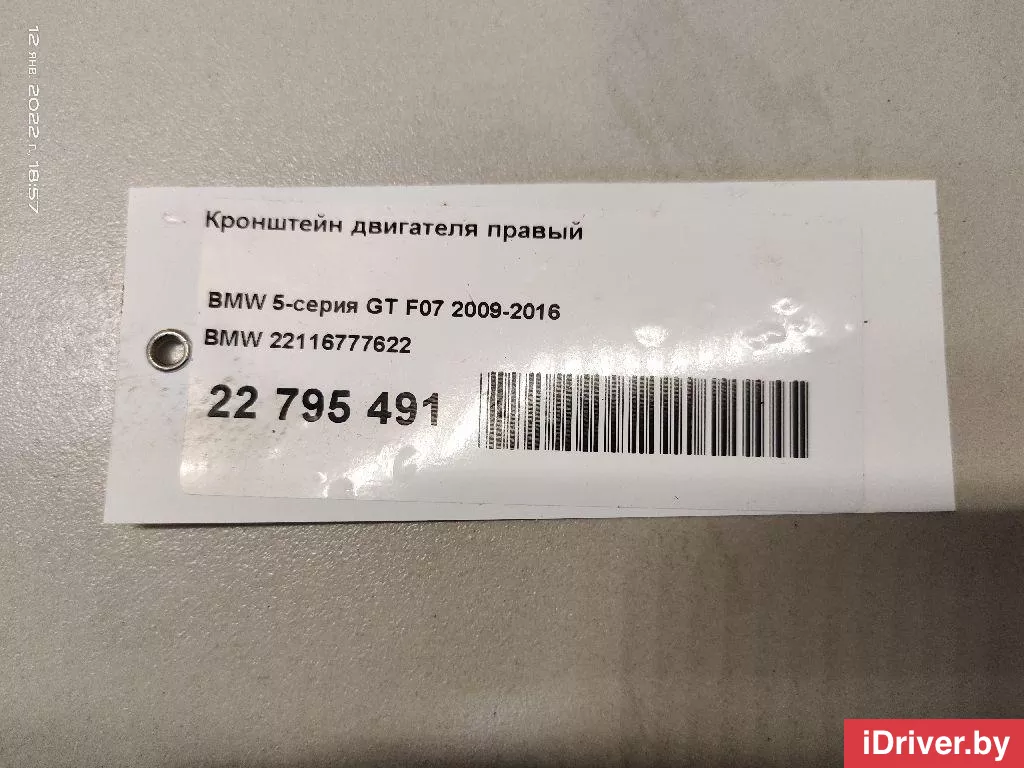 12 янв 2022 г. 18:57
Кронштейн двигателя правый
BMW 5-серия GT F07 2009-2016
BMW 22116777622
22 795 491
iDriver.by